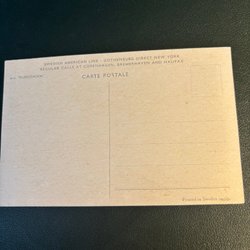 SWEDISH AMERICAN LINE · GOTHENBURG DIRECT NEW YORK
REGULAR CALLS AT COPENHAGEN, BREMERHAVEN AND HALIFAX
CARTE POSTALE
Printed in Sweden